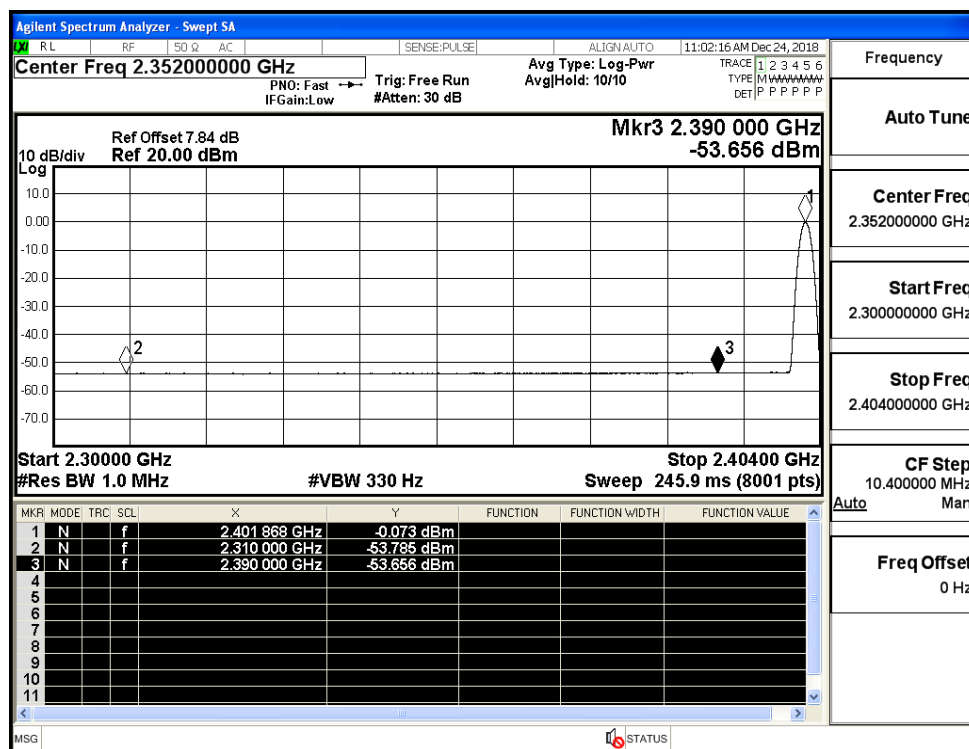 Agilent Spectrum Analyzer - Swept SA
LXI RL RF 50 Ω AC SENSE:PULSE ALIGN AUTO 11:02:16 AM Dec 24, 2018
Center Freq 2.352000000 GHz
PNO: Fast
IFGain:Low
Trig: Free Run
#Atten: 30 dB
Avg Type: Log-Pwr
Avg|Hold: 10/10
TRACE 1 2 3 4 5 6
TYPE M WWWWW
DET P P P P P P
Ref Offset 7.84 dB
Ref 20.00 dBm
Mkr3 2.390 000 GHz
-53.656 dBm
10 dB/div
Log
10.0
0.00
-10.0
-20.0
-30.0
-40.0
-50.0
-60.0
-70.0
1
2
3
Start 2.30000 GHz Stop 2.40400 GHz
#Res BW 1.0 MHz #VBW 330 Hz Sweep 245.9 ms (8001 pts)
MKR MODE TRC SCL X Y FUNCTION FUNCTION WIDTH FUNCTION VALUE
1 N f 2.401 868 GHz -0.073 dBm
2 N f 2.310 000 GHz -53.785 dBm
3 N f 2.390 000 GHz -53.656 dBm
4
5
6
7
8
9
10
11
MSG STATUS
Frequency
Auto Tune
Center Freq
2.352000000 GHz
Start Freq
2.300000000 GHz
Stop Freq
2.404000000 GHz
CF Step
10.400000 MHz
Auto Man
Freq Offset
0 Hz